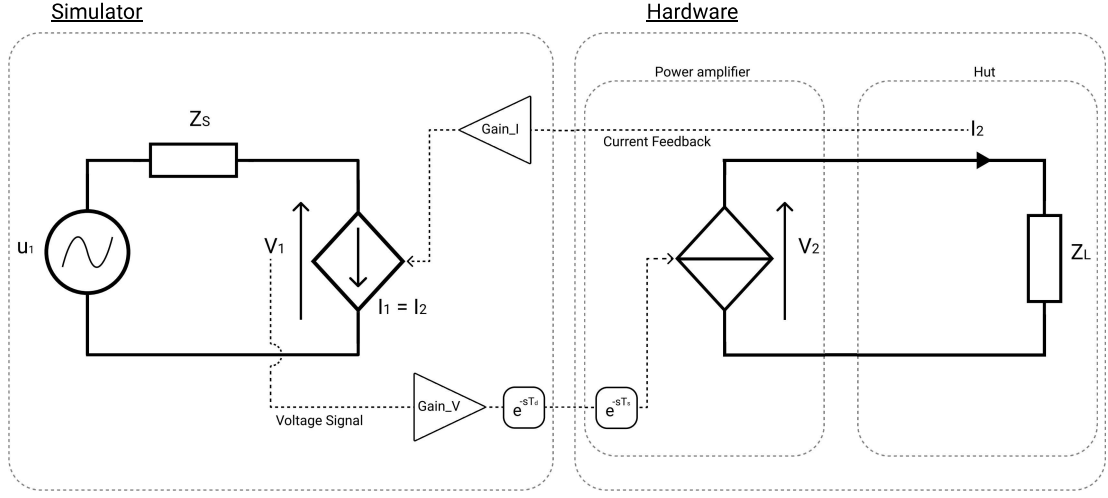 Simulator
Hardware
Power amplifier
Hut
Zs
Gain_I
I2
Current Feedback
u1
V1
V2
ZL
I1 = I2
Gain_V
e-sTd
e-sTs
Voltage Signal